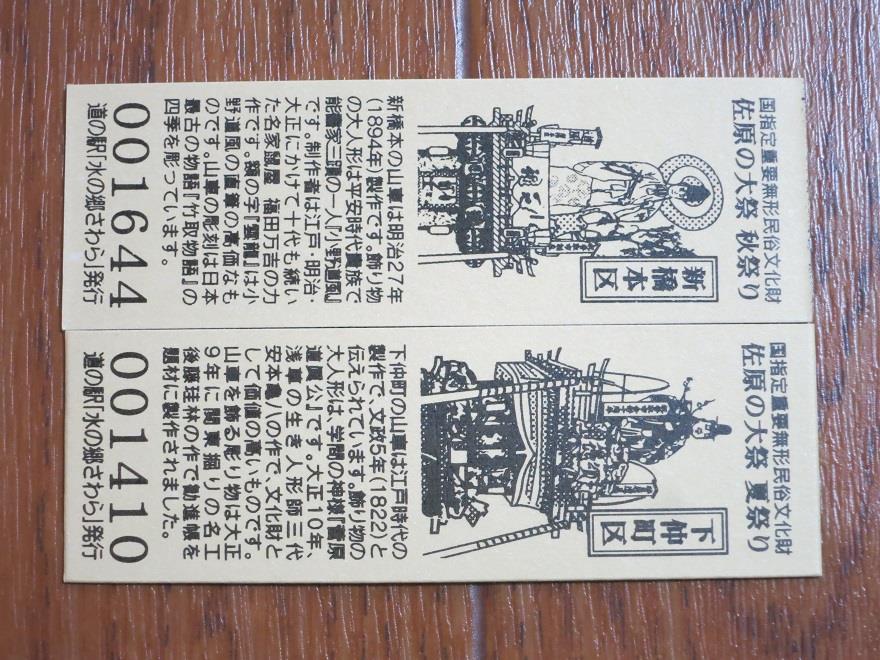 国指定重要無形民俗文化財
佐原の大祭 秋祭り
新橋本区
新橋本の山車は明治27年
(1894年)製作です。飾り物
の大人形は平安時代貴族で
能書家三蹟の一人『小野道風』
です。制作者は江戸・明治・
大正にかけて十代も続い
た名家鼠屋 福田万吉の力
作です。額の字『雲龍』は小
野道風の直筆の高価なも
のです。山車の彫刻は日本
最古の物語『竹取物語』の
四季を彫っています。
001644
道の駅「水の郷さわら」発行
国指定重要無形民俗文化財
佐原の大祭 夏祭り
下仲町区
下仲町の山車は江戸時代の
製作で、文政5年(1822)と
伝えられています。飾り物の
大人形は、学問の神様『菅原
道真公』です。大正10年、
浅草の生き人形師三代
安本亀八の作で、文化財と
して価値の高いものです。
山車を飾る彫り物は大正
9年に関東掘りの名工
後藤桂林の作で勧進帳を
題材に製作されました。
001410
道の駅「水の郷さわら」発行